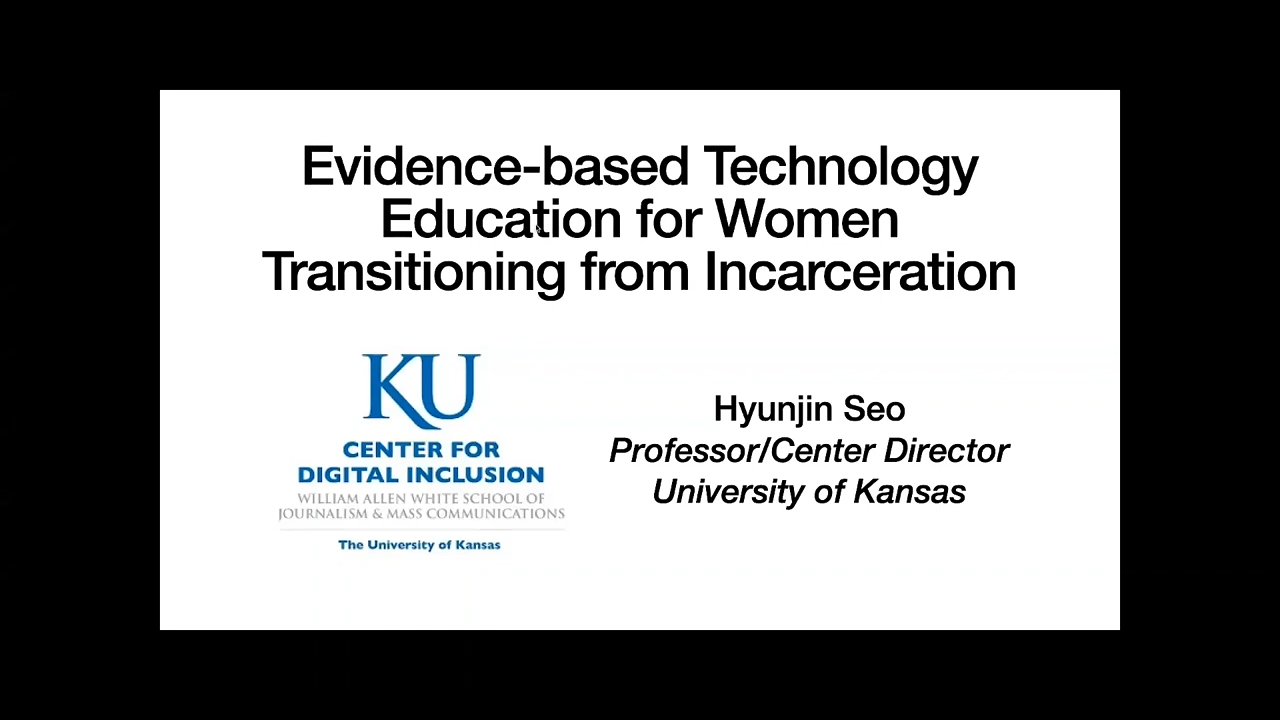 Evidence-based Technology
Education for Women
Transitioning from Incarceration
KU
CENTER FOR
DIGITAL INCLUSION
WILLIAM ALLEN WHITE SCHOOL OF
JOURNALISM & MASS COMMUNICATIONS
The University of Kansas
Hyunjin Seo
Professor/Center Director
University of Kansas